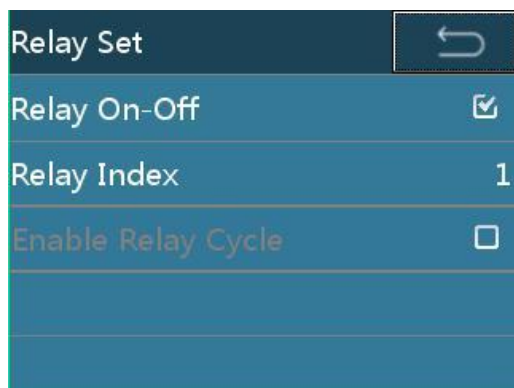 Relay Set
Relay On-Off
Relay Index 1
Enable Relay Cycle